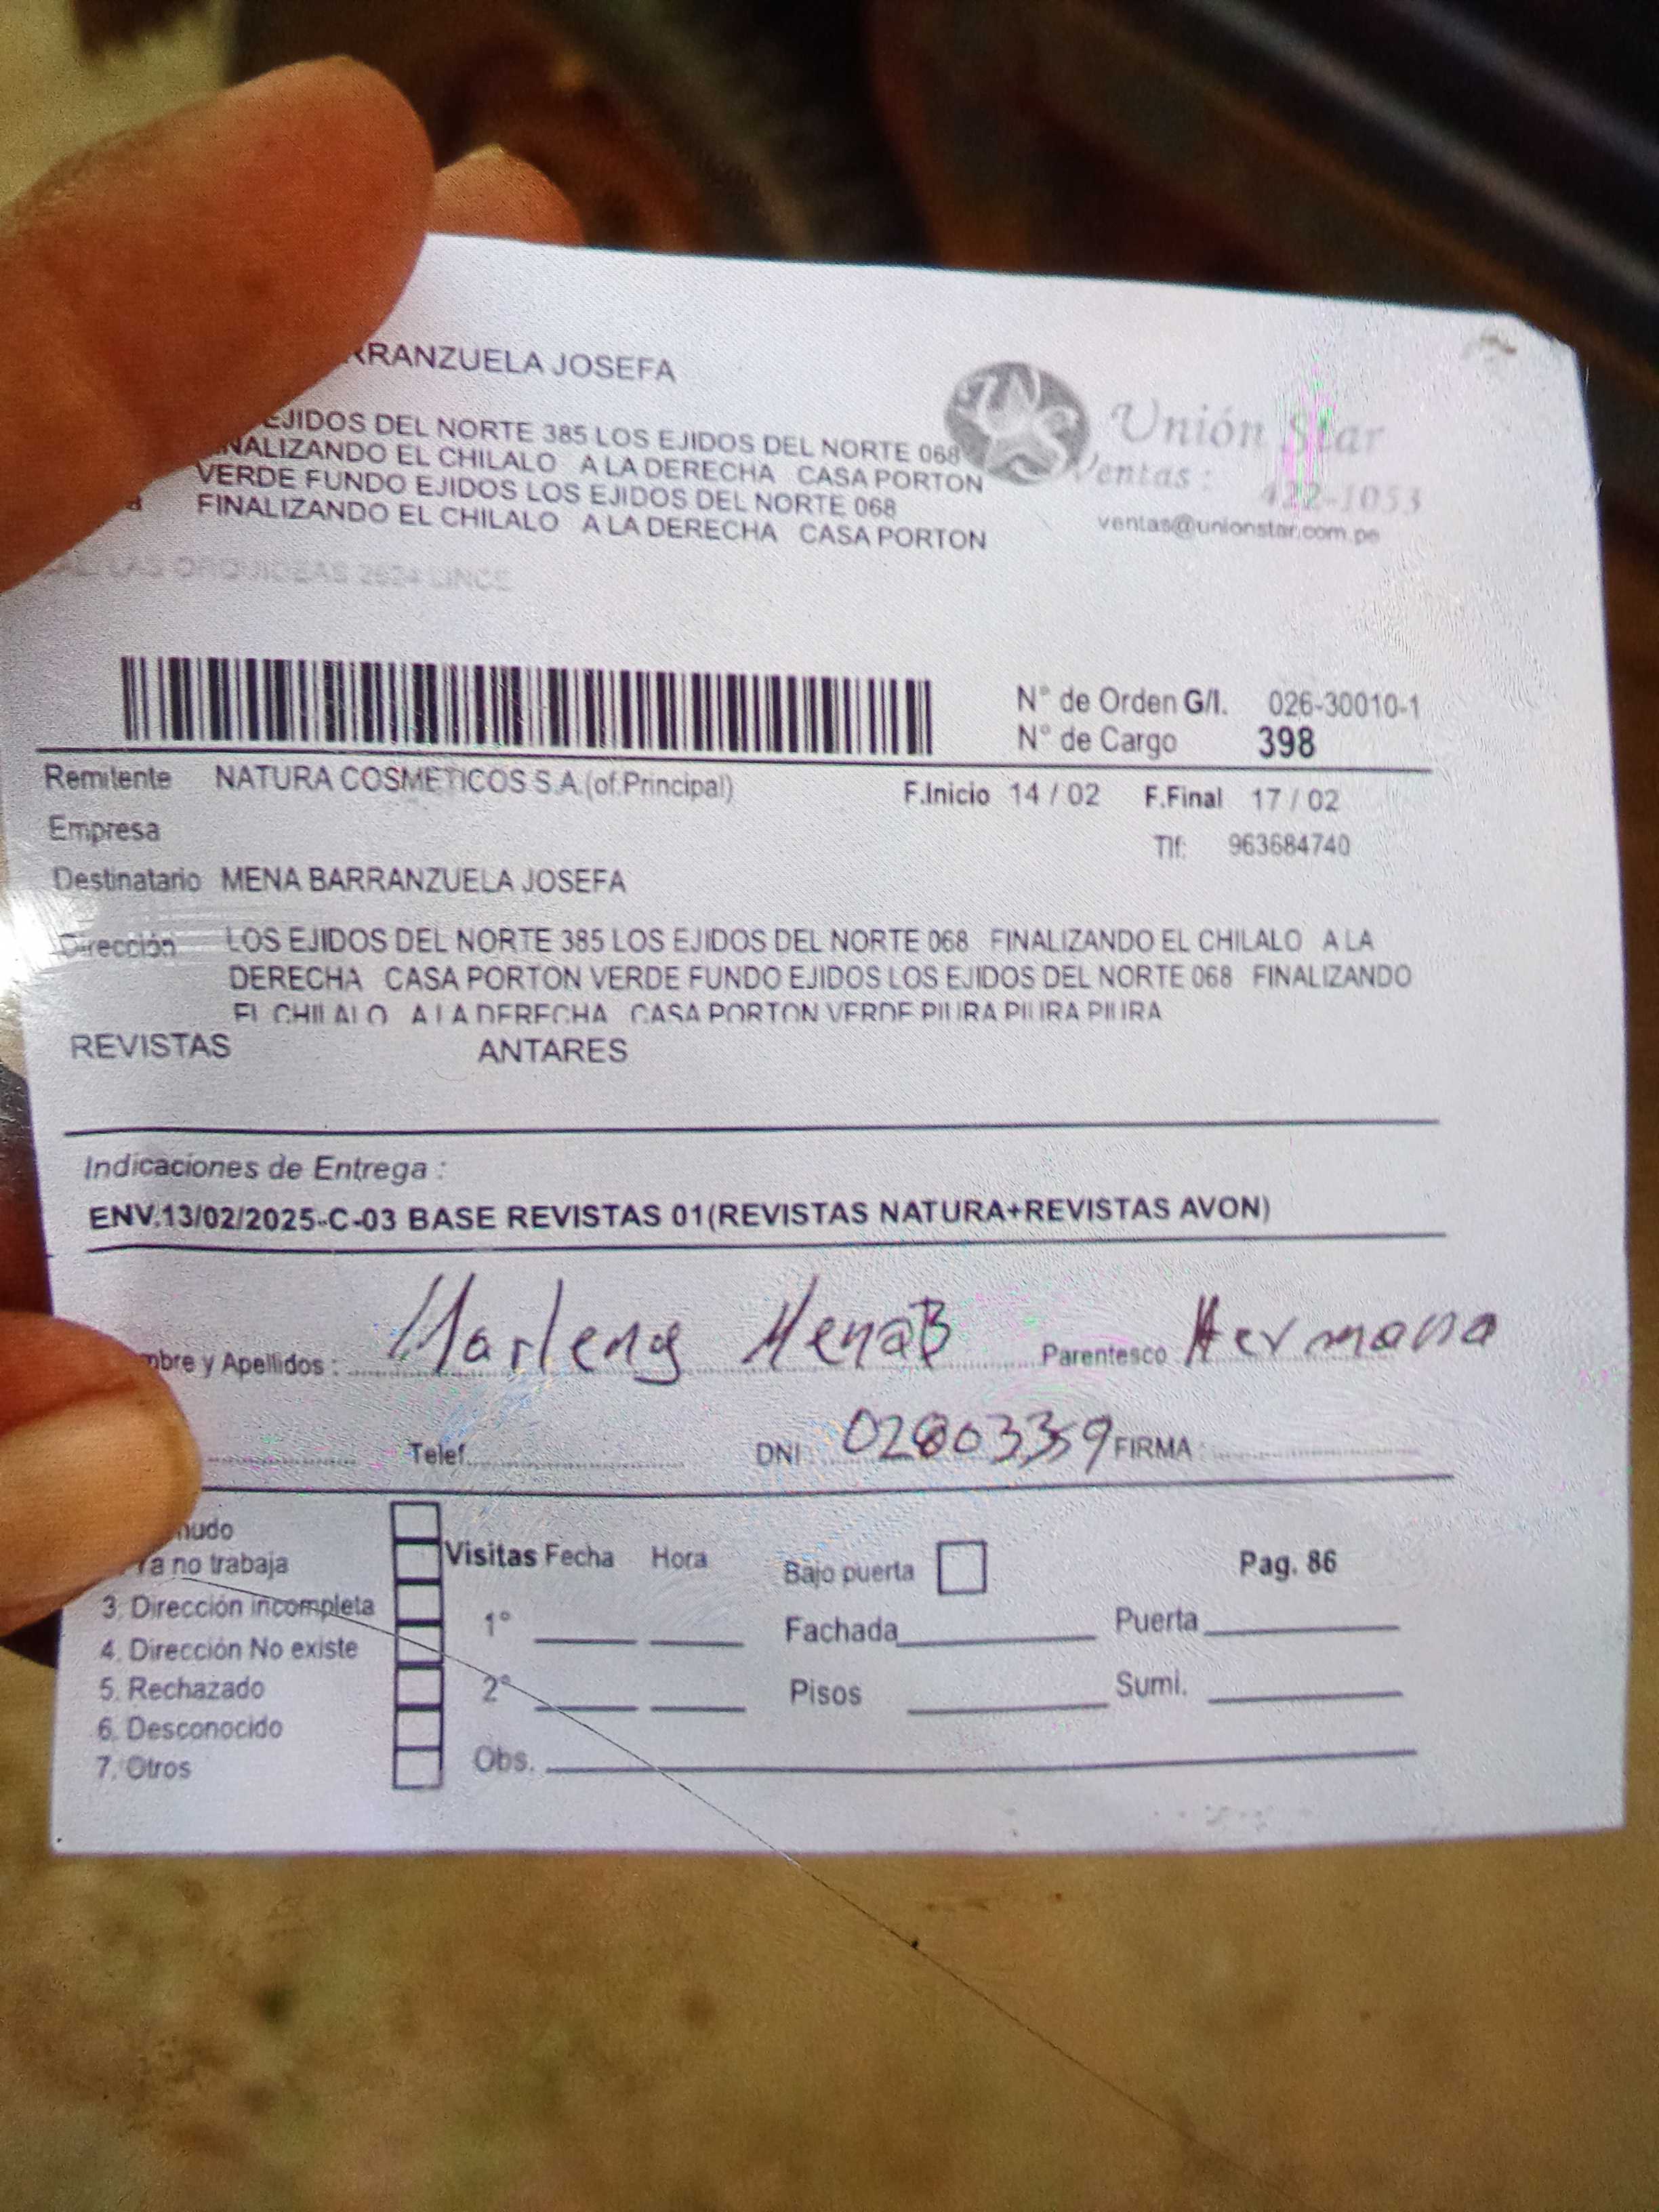 RRANZUELA JOSEFA
EJIDOS DEL NORTE 385 LOS EJIDOS DEL NORTE 068
NALIZANDO EL CHILALO A LA DERECHA CASA PORTON
VERDE FUNDO EJIDOS LOS EJIDOS DEL NORTE 068
FINALIZANDO EL CHILALO A LA DERECHA CASA PORTON
Unión Star
Ventas :
422-1053
ventas@unionstar.com.pe
LAS ORQUIDEAS 2624 LINCE
N° de Orden G/I. 026-30010-1
N° de Cargo 398
Remitente NATURA COSMETICOS S.A.(of.Principal) F.Inicio 14 / 02 F.Final 17 / 02
Empresa Tlf: 963684740
Destinatario MENA BARRANZUELA JOSEFA
Dirección LOS EJIDOS DEL NORTE 385 LOS EJIDOS DEL NORTE 068 FINALIZANDO EL CHILALO A LA
DERECHA CASA PORTON VERDE FUNDO EJIDOS LOS EJIDOS DEL NORTE 068 FINALIZANDO
EL CHILALO A LA DERECHA CASA PORTON VERDE PIURA PIURA PIURA
REVISTAS ANTARES
Indicaciones de Entrega :
ENV.13/02/2025-C-03 BASE REVISTAS 01(REVISTAS NATURA+REVISTAS AVON)
mbre y Apellidos : Marleny Mena B Parentesco Hermana
Telef. DNI : 02803359 FIRMA :
nudo
Ya no trabaja
3. Dirección incompleta
4. Dirección No existe
5. Rechazado
6. Desconocido
7. Otros
Visitas Fecha Hora
1°
2°
Obs.
Bajo puerta
Fachada
Pisos
Pag. 86
Puerta
Sumi.